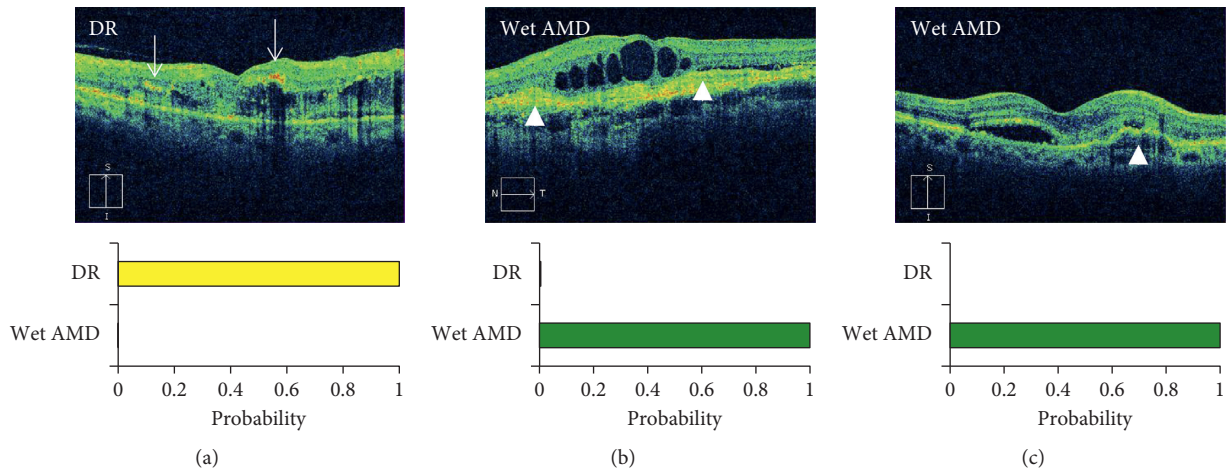 DR
S
I
DR
Wet AMD
0 0.2 0.4 0.6 0.8 1
Probability
(a)
Wet AMD
N T
DR
Wet AMD
0 0.2 0.4 0.6 0.8 1
Probability
(b)
Wet AMD
S
I
DR
Wet AMD
0 0.2 0.4 0.6 0.8 1
Probability
(c)